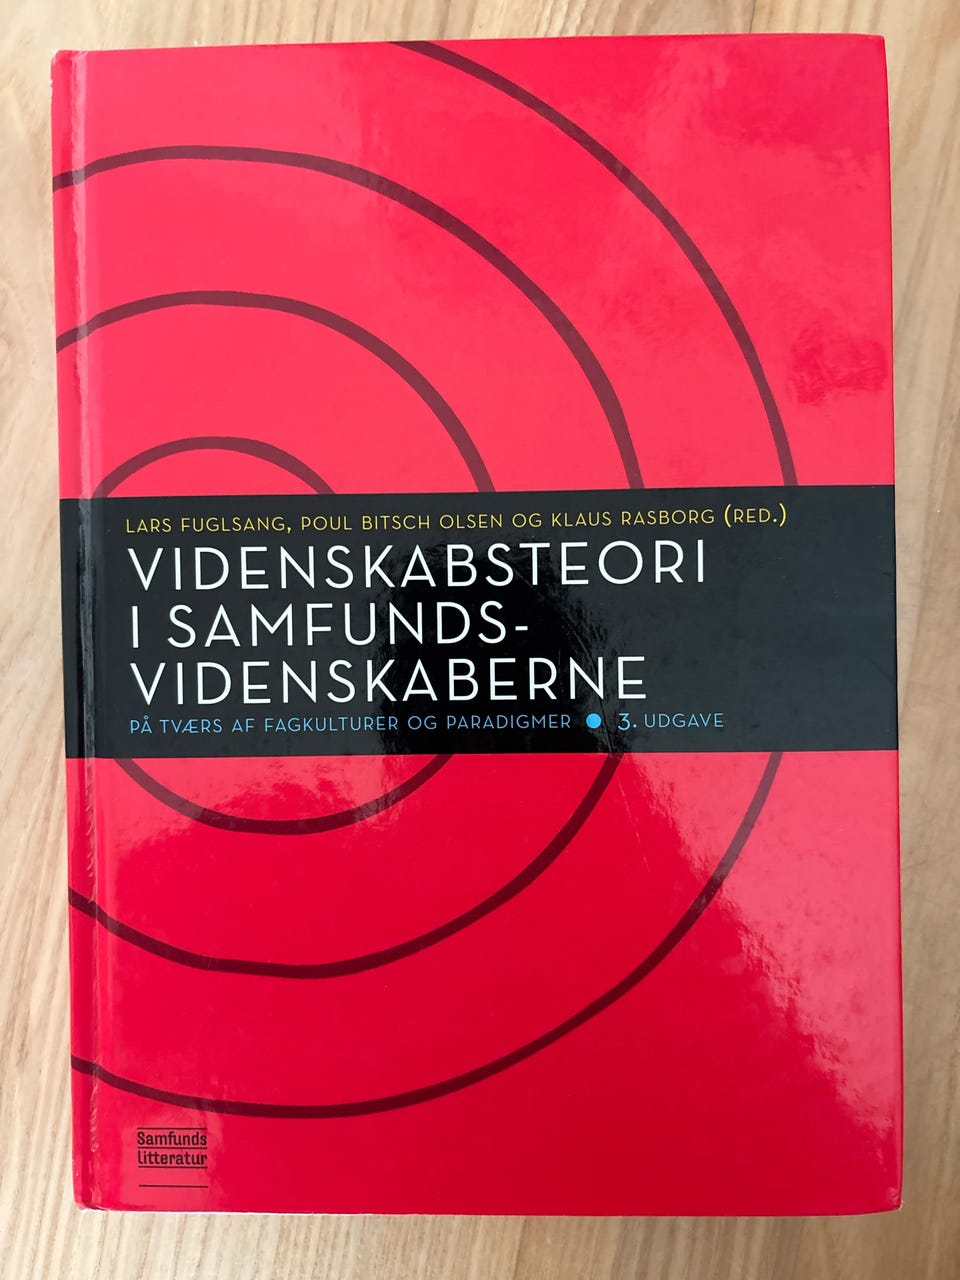 LARS FUGLSANG, POUL BITSCH OLSEN OG KLAUS RASBORG (RED.)
VIDENSKABSTEORI
I SAMFUNDS-
VIDENSKABERNE
PÅ TVÆRS AF FAGKULTURER OG PARADIGMER ● 3. UDGAVE
Samfunds
litteratur